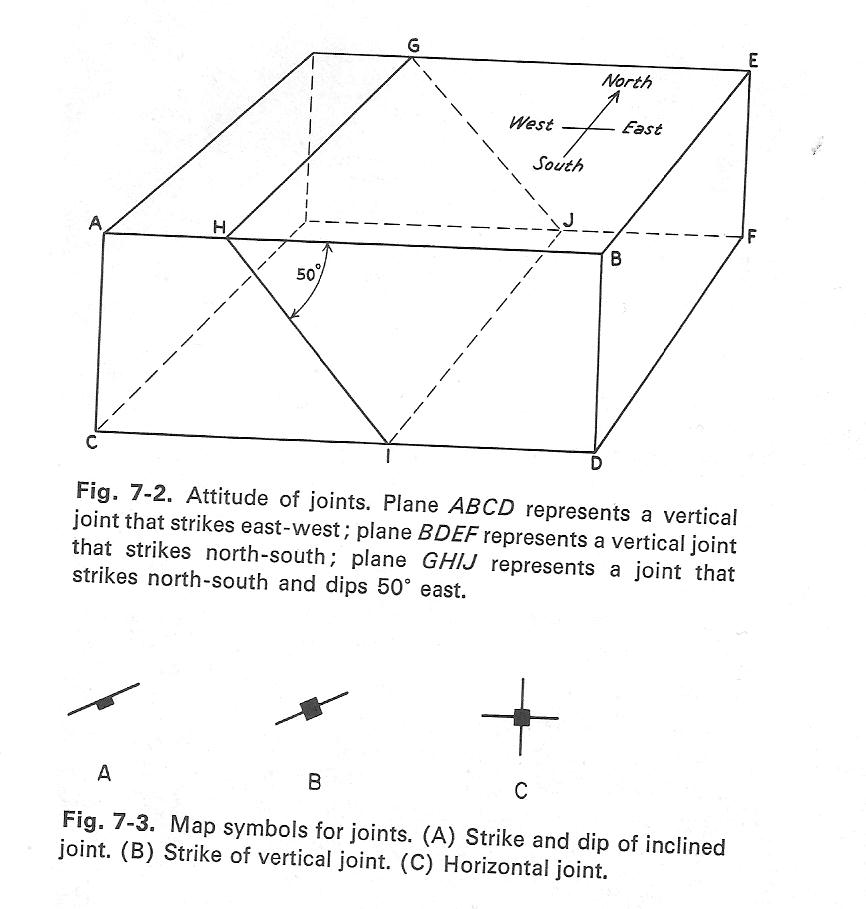 G
E
North
West
East
South
A
H
J
F
B
50°
C
I
D
Fig. 7-2. Attitude of joints. Plane ABCD represents a vertical
joint that strikes east-west; plane BDEF represents a vertical joint
that strikes north-south; plane GHIJ represents a joint that
strikes north-south and dips 50° east.
A
B
C
Fig. 7-3. Map symbols for joints. (A) Strike and dip of inclined
joint. (B) Strike of vertical joint. (C) Horizontal joint.